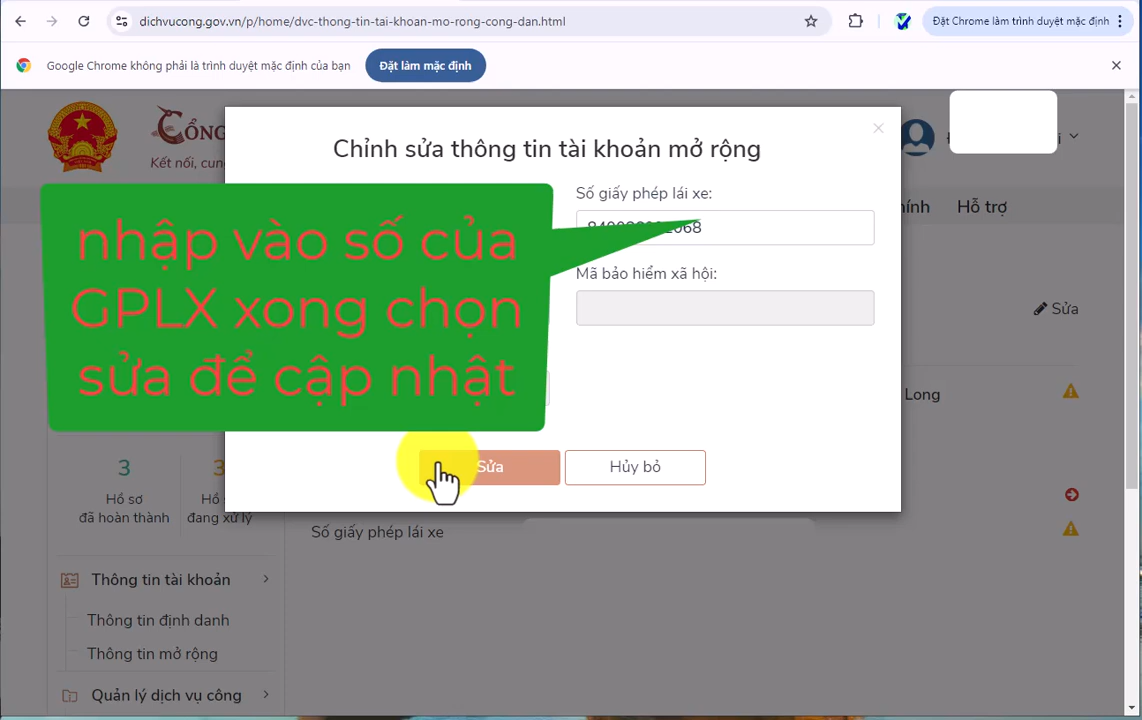 dichvucong.gov.vn/p/home/dvc-thong-tin-tai-khoan-mo-rong-cong-dan.html
Đặt Chrome làm trình duyệt mặc định
Google Chrome không phải là trình duyệt mặc định của bạn
Đặt làm mặc định
CỔNG
Kết nối, cung
Chỉnh sửa thông tin tài khoản mở rộng
Số giấy phép lái xe:
nhập vào số của
GPLX xong chọn
sửa để cập nhật
Mã bảo hiểm xã hội:
Hỗ trợ
Sửa
Long
Sửa
Hủy bỏ
3
Hồ sơ
đã hoàn thành
3
Hồ sơ
đang xử lý
Số giấy phép lái xe
Thông tin tài khoản
Thông tin định danh
Thông tin mở rộng
Quản lý dịch vụ công